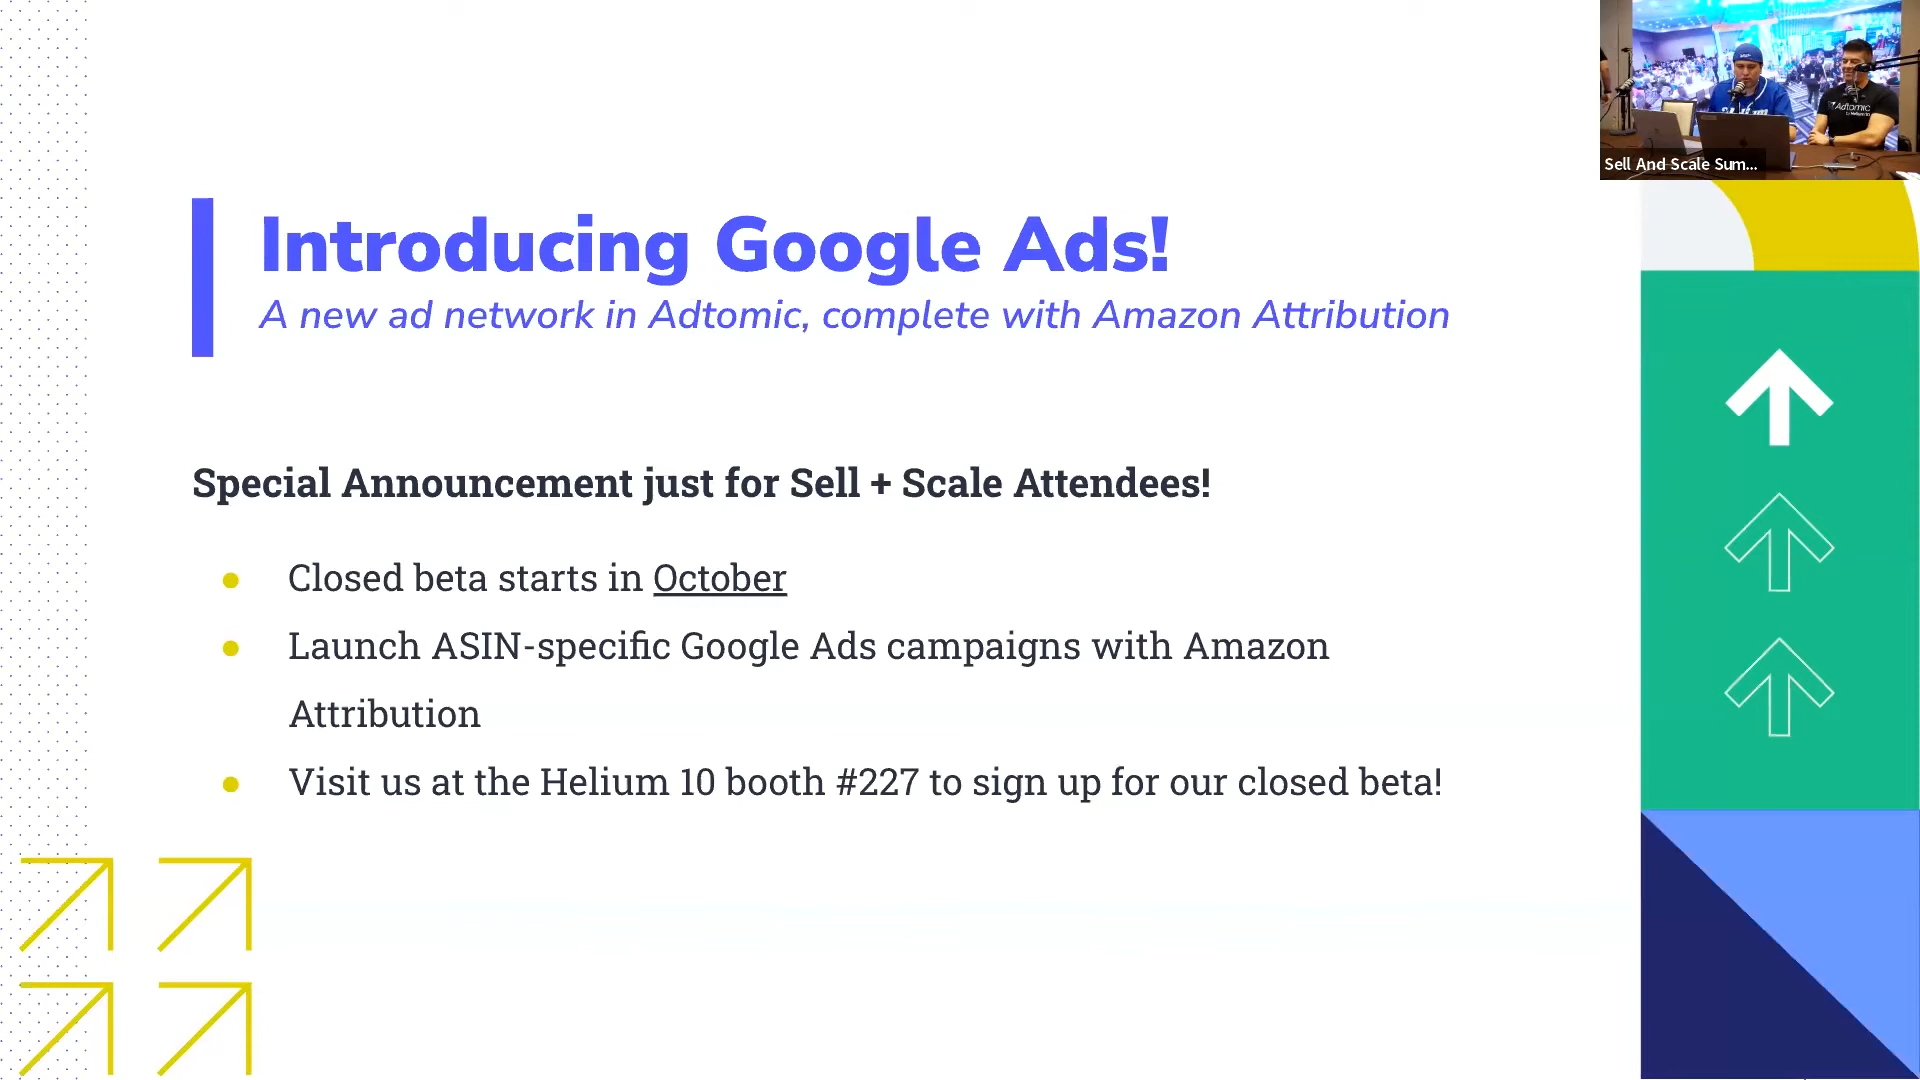 Introducing Google Ads!
A new ad network in Adtomic, complete with Amazon Attribution
Special Announcement just for Sell + Scale Attendees!
Closed beta starts in October
Launch ASIN-specific Google Ads campaigns with Amazon
Attribution
Visit us at the Helium 10 booth #227 to sign up for our closed beta!
Adtomic
Sell And Scale Sum...